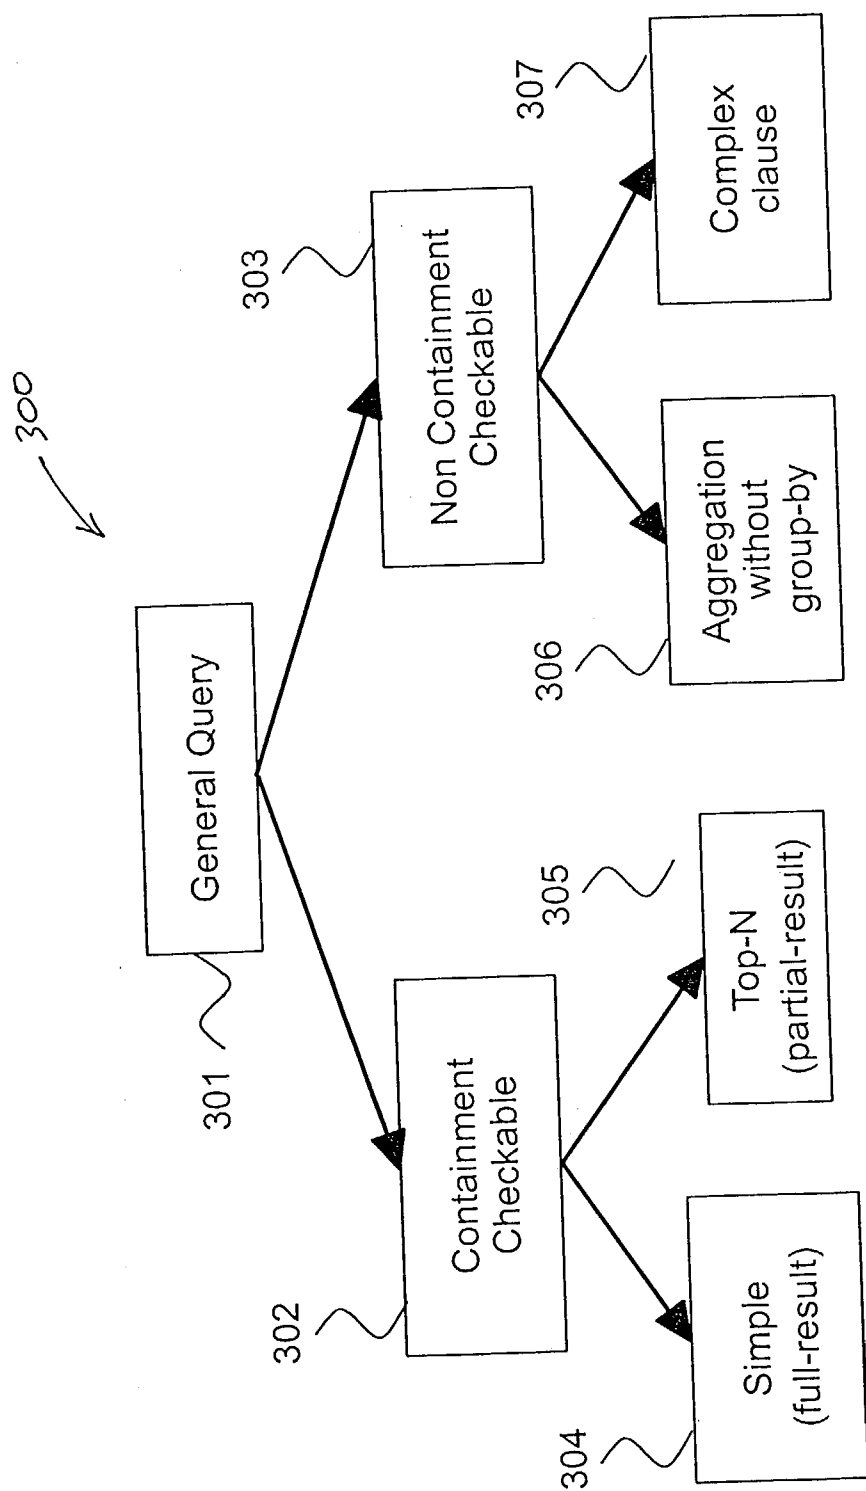 300
301
General Query
302
Containment
Checkable
303
Non Containment
Checkable
304
Simple
(full-result)
305
Top-N
(partial-result)
306
Aggregation
without
group-by
307
Complex
clause